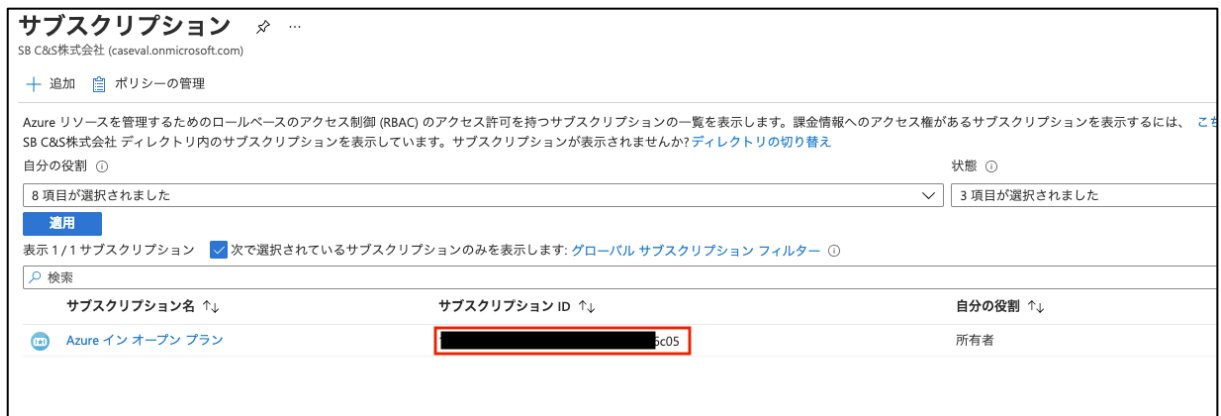 サブスクリプション ...
SB C&S株式会社 (caseval.onmicrosoft.com)
+ 追加 ポリシーの管理
Azure リソースを管理するためのロールベースのアクセス制御 (RBAC) のアクセス許可を持つサブスクリプションの一覧を表示します。課金情報へのアクセス権があるサブスクリプションを表示するには、 こち
SB C&S株式会社 ディレクトリ内のサブスクリプションを表示しています。サブスクリプションが表示されませんか? ディレクトリの切り替え
自分の役割 状態
8 項目が選択されました 3 項目が選択されました
適用
表示 1 / 1 サブスクリプション 次で選択されているサブスクリプションのみを表示します: グローバル サブスクリプション フィルター
検索
サブスクリプション名 ↑↓ サブスクリプション ID ↑↓ 自分の役割 ↑↓
Azure イン オープン プラン c05 所有者